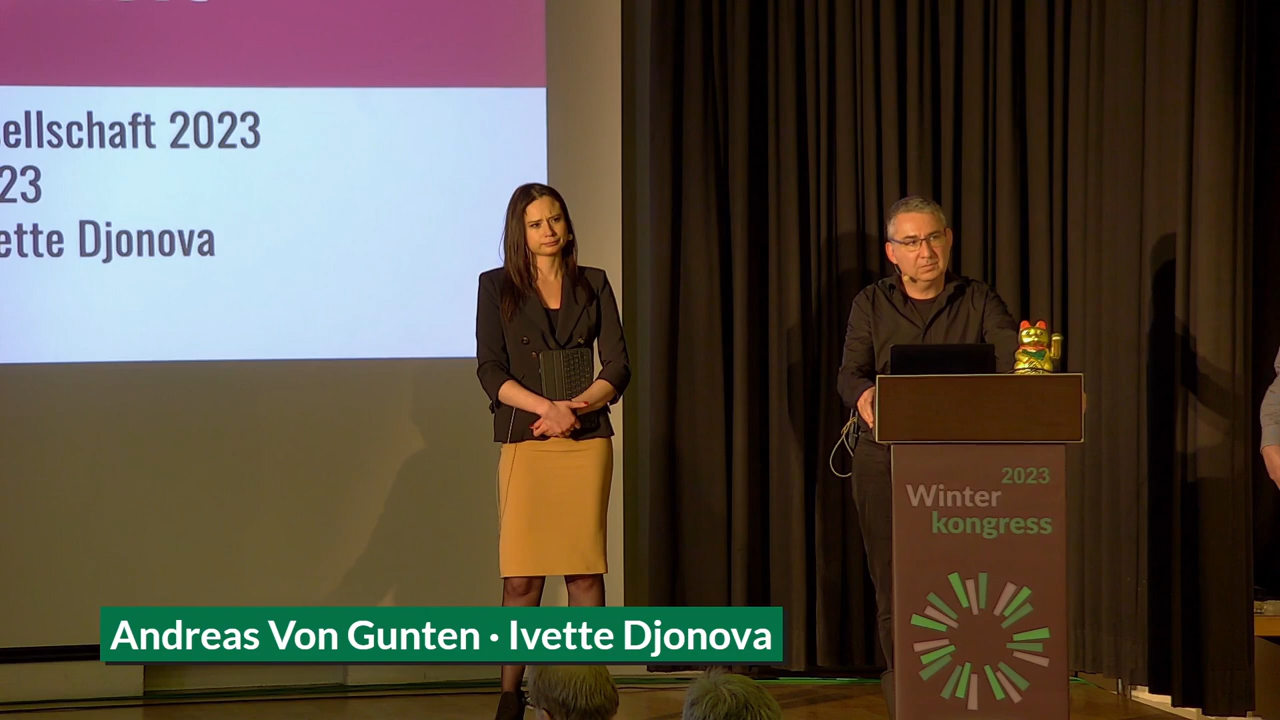 ellschaft 2023
23
ette Djonova
2023
Winter
kongress
Andreas Von Gunten · Ivette Djonova